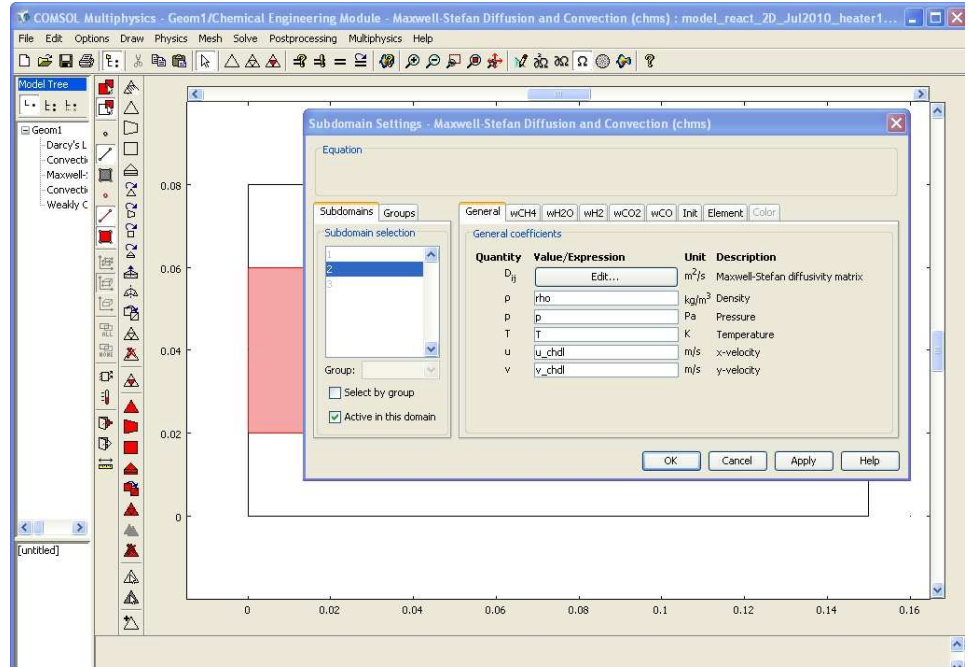 COMSOL Multiphysics - Geom1/Chemical Engineering Module - Maxwell-Stefan Diffusion and Convection (chms) : model_react_2D_Jul2010_heater1...
File Edit Options Draw Physics Mesh Solve Postprocessing Multiphysics Help
Model Tree
Geom1
Darcy's L
Convecti
Maxwell-
Convecti
Weakly C
[untitled]
0.08
0.06
0.04
0.02
0
0 0.02 0.04 0.06 0.08 0.1 0.12 0.14 0.16
Subdomain Settings - Maxwell-Stefan Diffusion and Convection (chms)
Equation
Subdomains Groups
Subdomain selection
1
2
3
Group:
Select by group
Active in this domain
General wCH4 wH2O wH2 wCO2 wCO Init Element Color
General coefficients
Quantity Value/Expression Unit Description
Dij Edit... m² /s Maxwell-Stefan diffusivity matrix
ρ rho kg/m³ Density
p p Pa Pressure
T T K Temperature
u u_chdl m/s x-velocity
v v_chdl m/s y-velocity
OK Cancel Apply Help